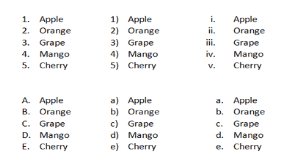 1. Apple 1) Apple i. Apple
2. Orange 2) Orange ii. Orange
3. Grape 3) Grape iii. Grape
4. Mango 4) Mango iv. Mango
5. Cherry 5) Cherry v. Cherry
A. Apple a) Apple a. Apple
B. Orange b) Orange b. Orange
C. Grape c) Grape c. Grape
D. Mango d) Mango d. Mango
E. Cherry e) Cherry e. Cherry